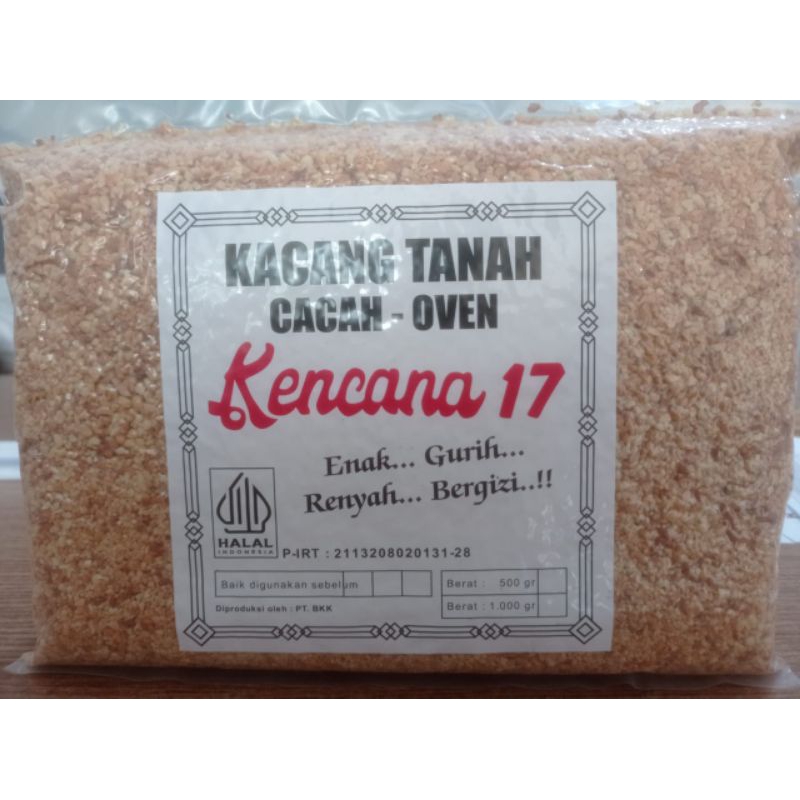 KACANG TANAH
CACAH - OVEN
Kencana 17
Enak... Gurih...
Renyah... Bergizi..!!
HALAL
INDONESIA
P-IRT : 2113208020131-28
Baik digunakan sebelum
Berat : 500 gr
Diproduksi oleh : PT. BKK
Berat : 1.000 gr